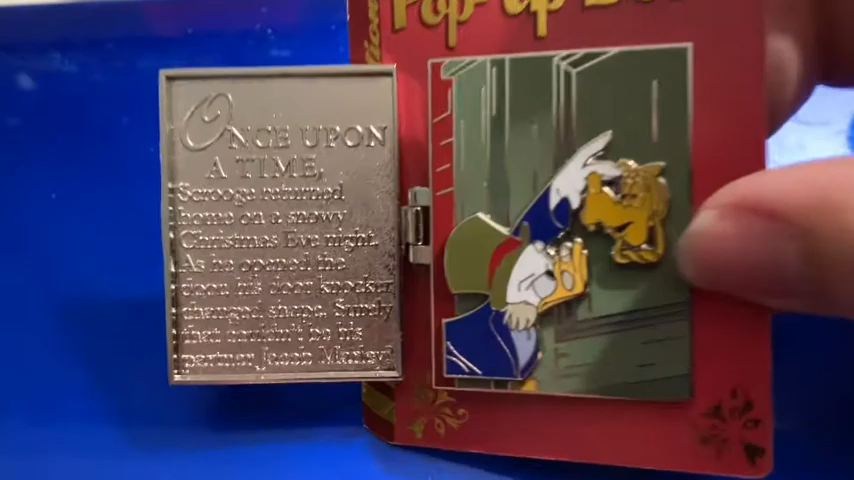 Pop-up
ONCE UPON
A TIME,
Scrooge returned
home on a snowy
Christmas Eve night.
As he opened the
door, his door knocker
changed shape. Surely
that couldn't be his
partner, Jacob Marley?